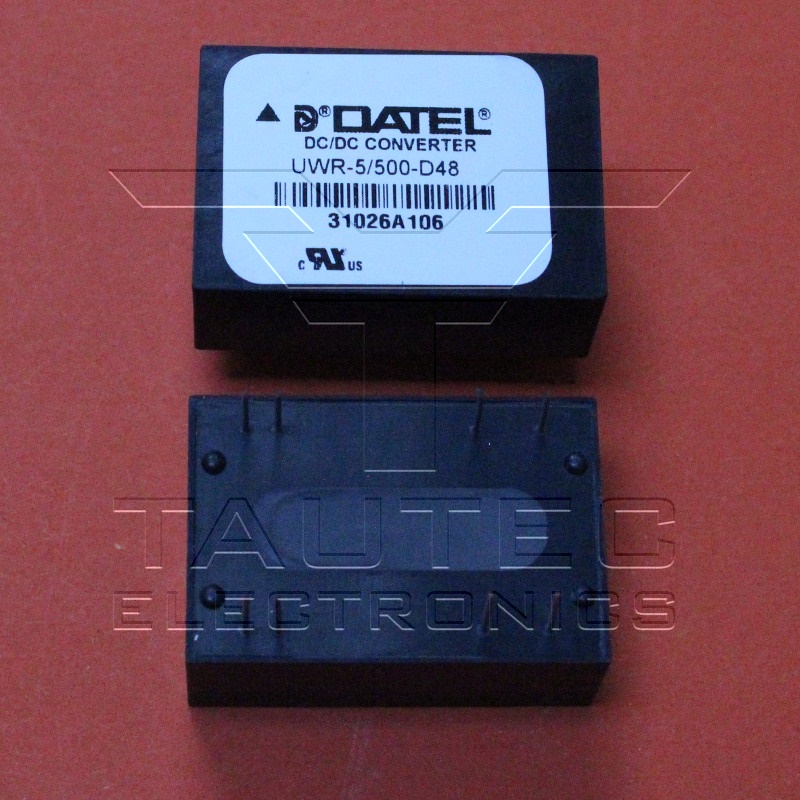 ® DATEL ®
DC/DC CONVERTER
UWR-5/500-D48
31026A106
C US
TAUTEC
ELECTRONICS